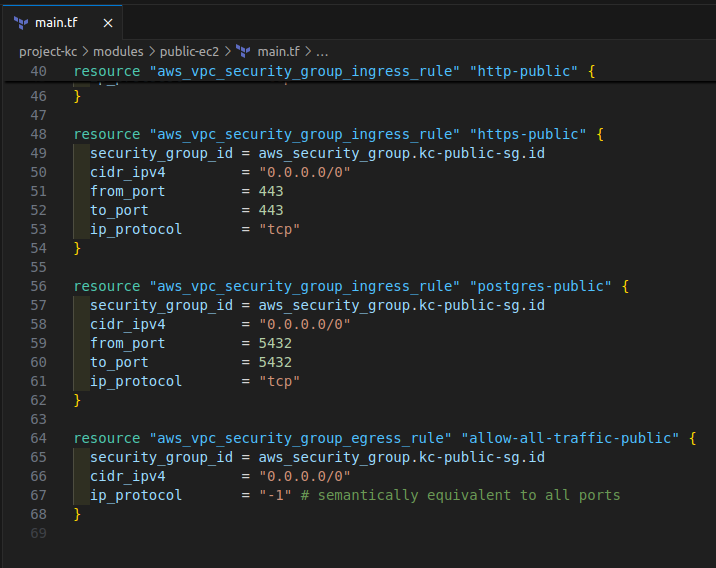 main.tf ×
project-kc > modules > public-ec2 > main.tf > ...
40 resource "aws_vpc_security_group_ingress_rule" "http-public" {
46 }
47
48 resource "aws_vpc_security_group_ingress_rule" "https-public" {
49   security_group_id = aws_security_group.kc-public-sg.id
50   cidr_ipv4         = "0.0.0.0/0"
51   from_port         = 443
52   to_port           = 443
53   ip_protocol       = "tcp"
54 }
55
56 resource "aws_vpc_security_group_ingress_rule" "postgres-public" {
57   security_group_id = aws_security_group.kc-public-sg.id
58   cidr_ipv4         = "0.0.0.0/0"
59   from_port         = 5432
60   to_port           = 5432
61   ip_protocol       = "tcp"
62 }
63
64 resource "aws_vpc_security_group_egress_rule" "allow-all-traffic-public" {
65   security_group_id = aws_security_group.kc-public-sg.id
66   cidr_ipv4         = "0.0.0.0/0"
67   ip_protocol       = "-1" # semantically equivalent to all ports
68 }
69